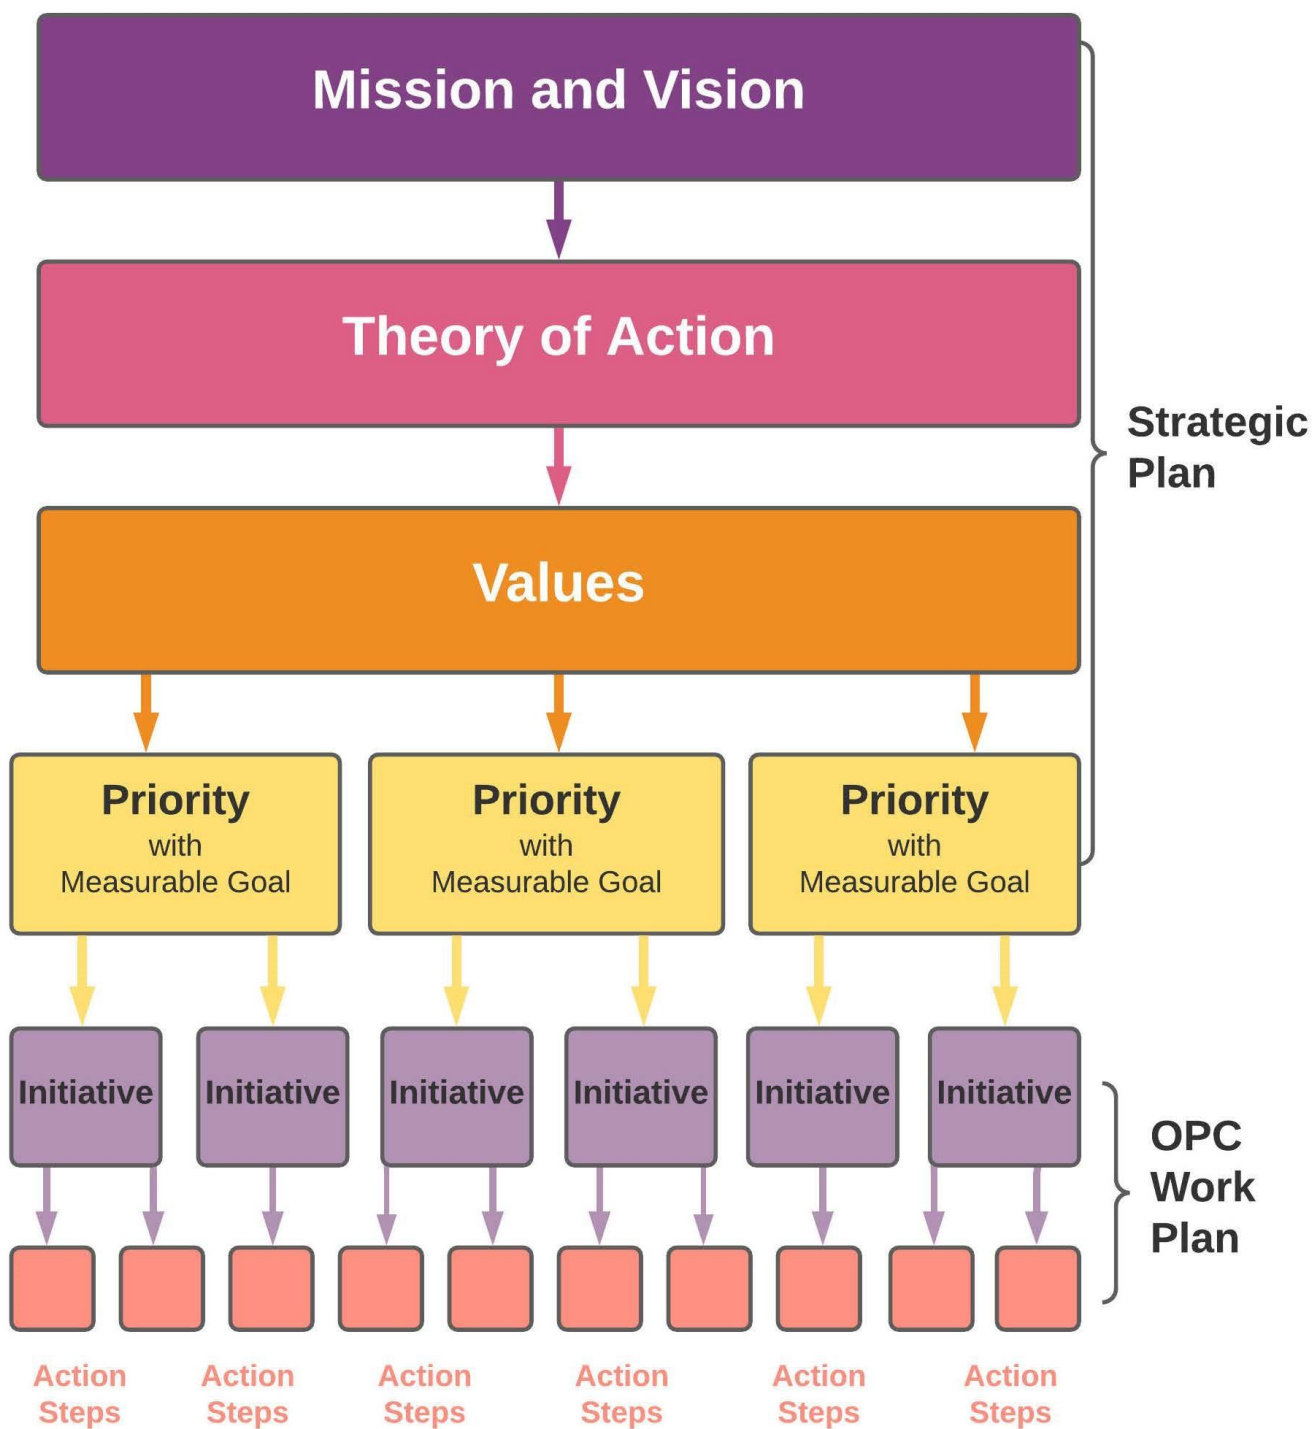 Mission and Vision
Theory of Action
Strategic
Plan
Values
Priority
with
Measurable Goal
Priority
with
Measurable Goal
Priority
with
Measurable Goal
Initiative
Initiative
Initiative
Initiative
Initiative
Initiative
OPC
Work
Plan
Action
Steps
Action
Steps
Action
Steps
Action
Steps
Action
Steps
Action
Steps